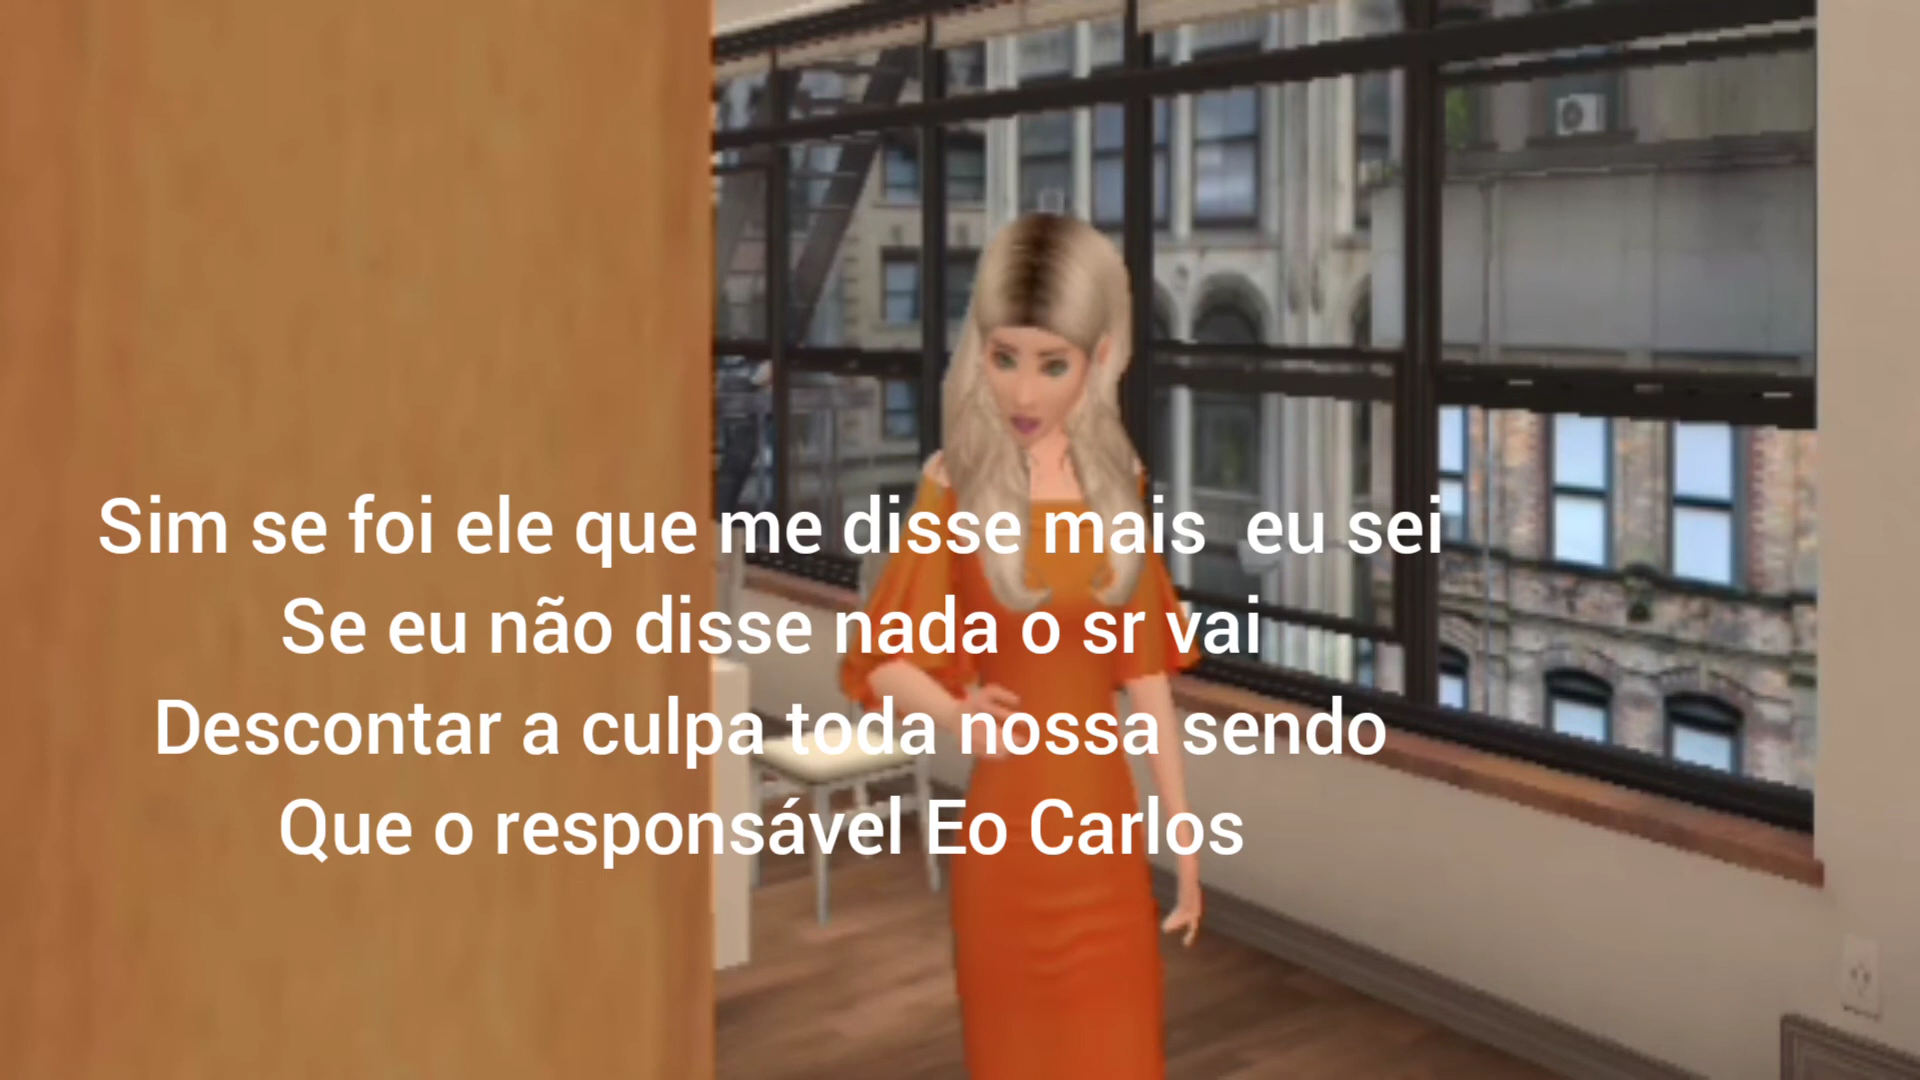 Sim se foi ele que me disse mais  eu sei
Se eu não disse nada o sr vai
Descontar a culpa toda nossa sendo
Que o responsável Eo Carlos